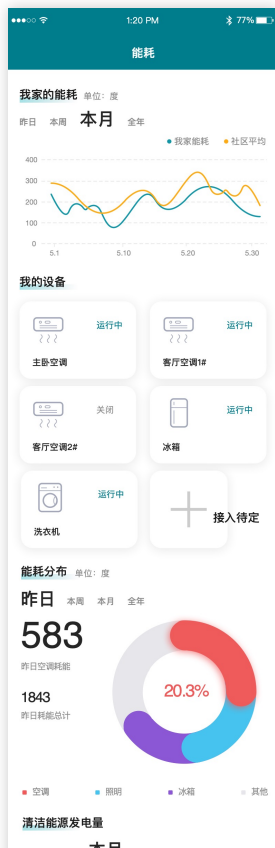 1:20 PM
77%
能耗
我家的能耗 单位：度
昨日 本周 本月 全年
我家能耗 社区平均
400
300
200
100
0
5.1 5.10 5.20 5.30
我的设备
运行中 运行中
主卧空调 客厅空调1#
关闭 运行中
客厅空调2# 冰箱
运行中
接入待定
洗衣机
能耗分布 单位：度
昨日 本周 本月 全年
583
昨日空调耗能
20.3%
1843
昨日耗能总计
空调 照明 冰箱 其他
清洁能源发电量
本月